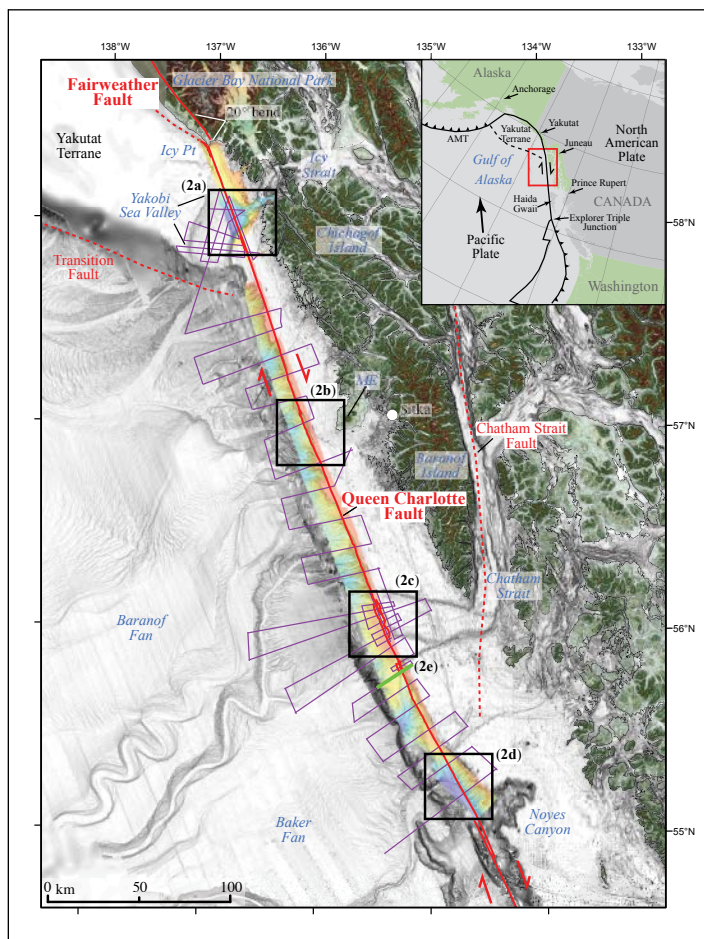 138°W
137°W
136°W
135°W
134°W
133°W
Glacier Bay National Park
Fairweather
Fault
20° bend
Yakutat
Terrane
Icy Pt
Icy
Strait
(2a)
Yakobi
Sea Valley
Chichagof
Island
Transition
Fault
Alaska
Anchorage
Yakutat
Yakutat
Terrane
AMT
Juneau
North
American
Plate
Gulf of
Alaska
Prince Rupert
CANADA
Haida
Gwaii
Explorer Triple
Junction
Pacific
Plate
Washington
58°N
(2b)
ME
Sitka
57°N
Chatham Strait
Fault
Baranof
Island
Queen Charlotte
Fault
(2c)
Chatham
Strait
Baranof
Fan
56°N
(2e)
(2d)
Noyes
Canyon
Baker
Fan
55°N
0 km
50
100
137°W
136°W
135°W
134°W